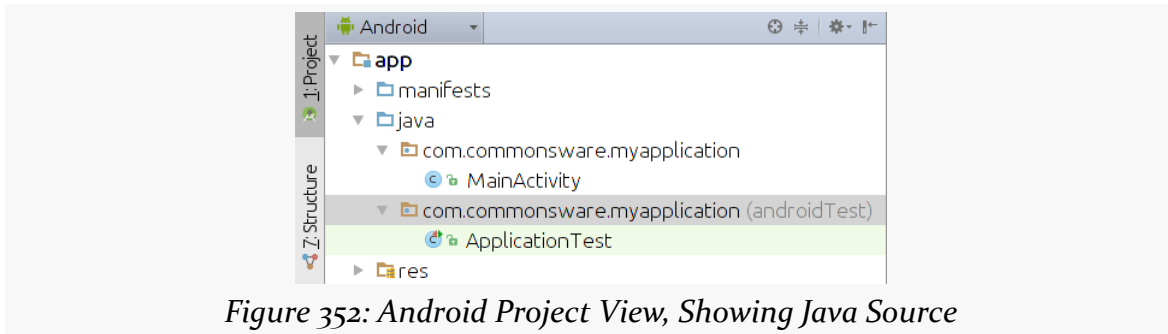 Android
1: Project
app
manifests
java
com.commonsware.myapplication
MainActivity
7: Structure
com.commonsware.myapplication (androidTest)
ApplicationTest
res
Figure 352: Android Project View, Showing Java Source